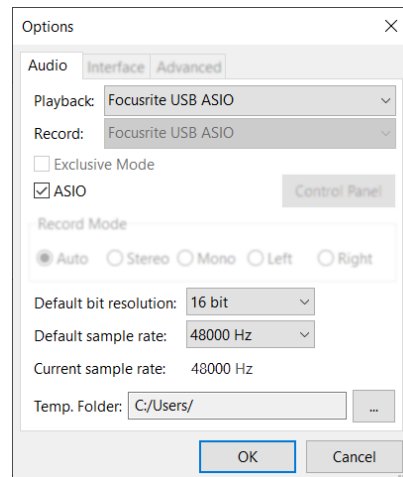 Options
Audio Interface Advanced
Playback: Focusrite USB ASIO
Record: Focusrite USB ASIO
Exclusive Mode
ASIO Control Panel
Record Mode
Auto Stereo Mono Left Right
Default bit resolution: 16 bit
Default sample rate: 48000 Hz
Current sample rate: 48000 Hz
Temp. Folder: C:/Users/ ...
OK Cancel